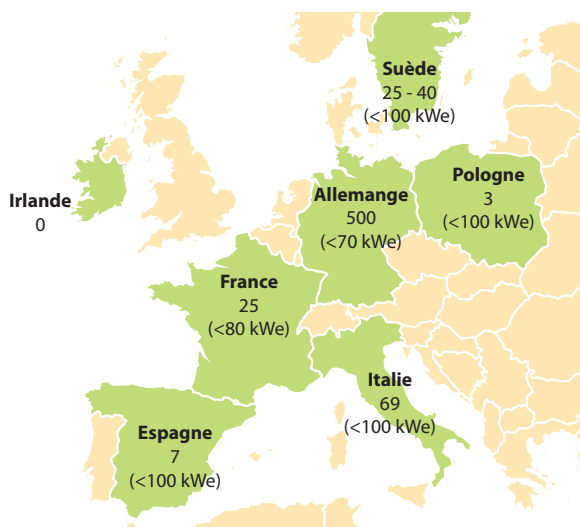 Suède
25 - 40
(<100 kWe)
Irlande
0
Allemange
500
(<70 kWe)
Pologne
3
(<100 kWe)
France
25
(<80 kWe)
Italie
69
(<100 kWe)
Espagne
7
(<100 kWe)